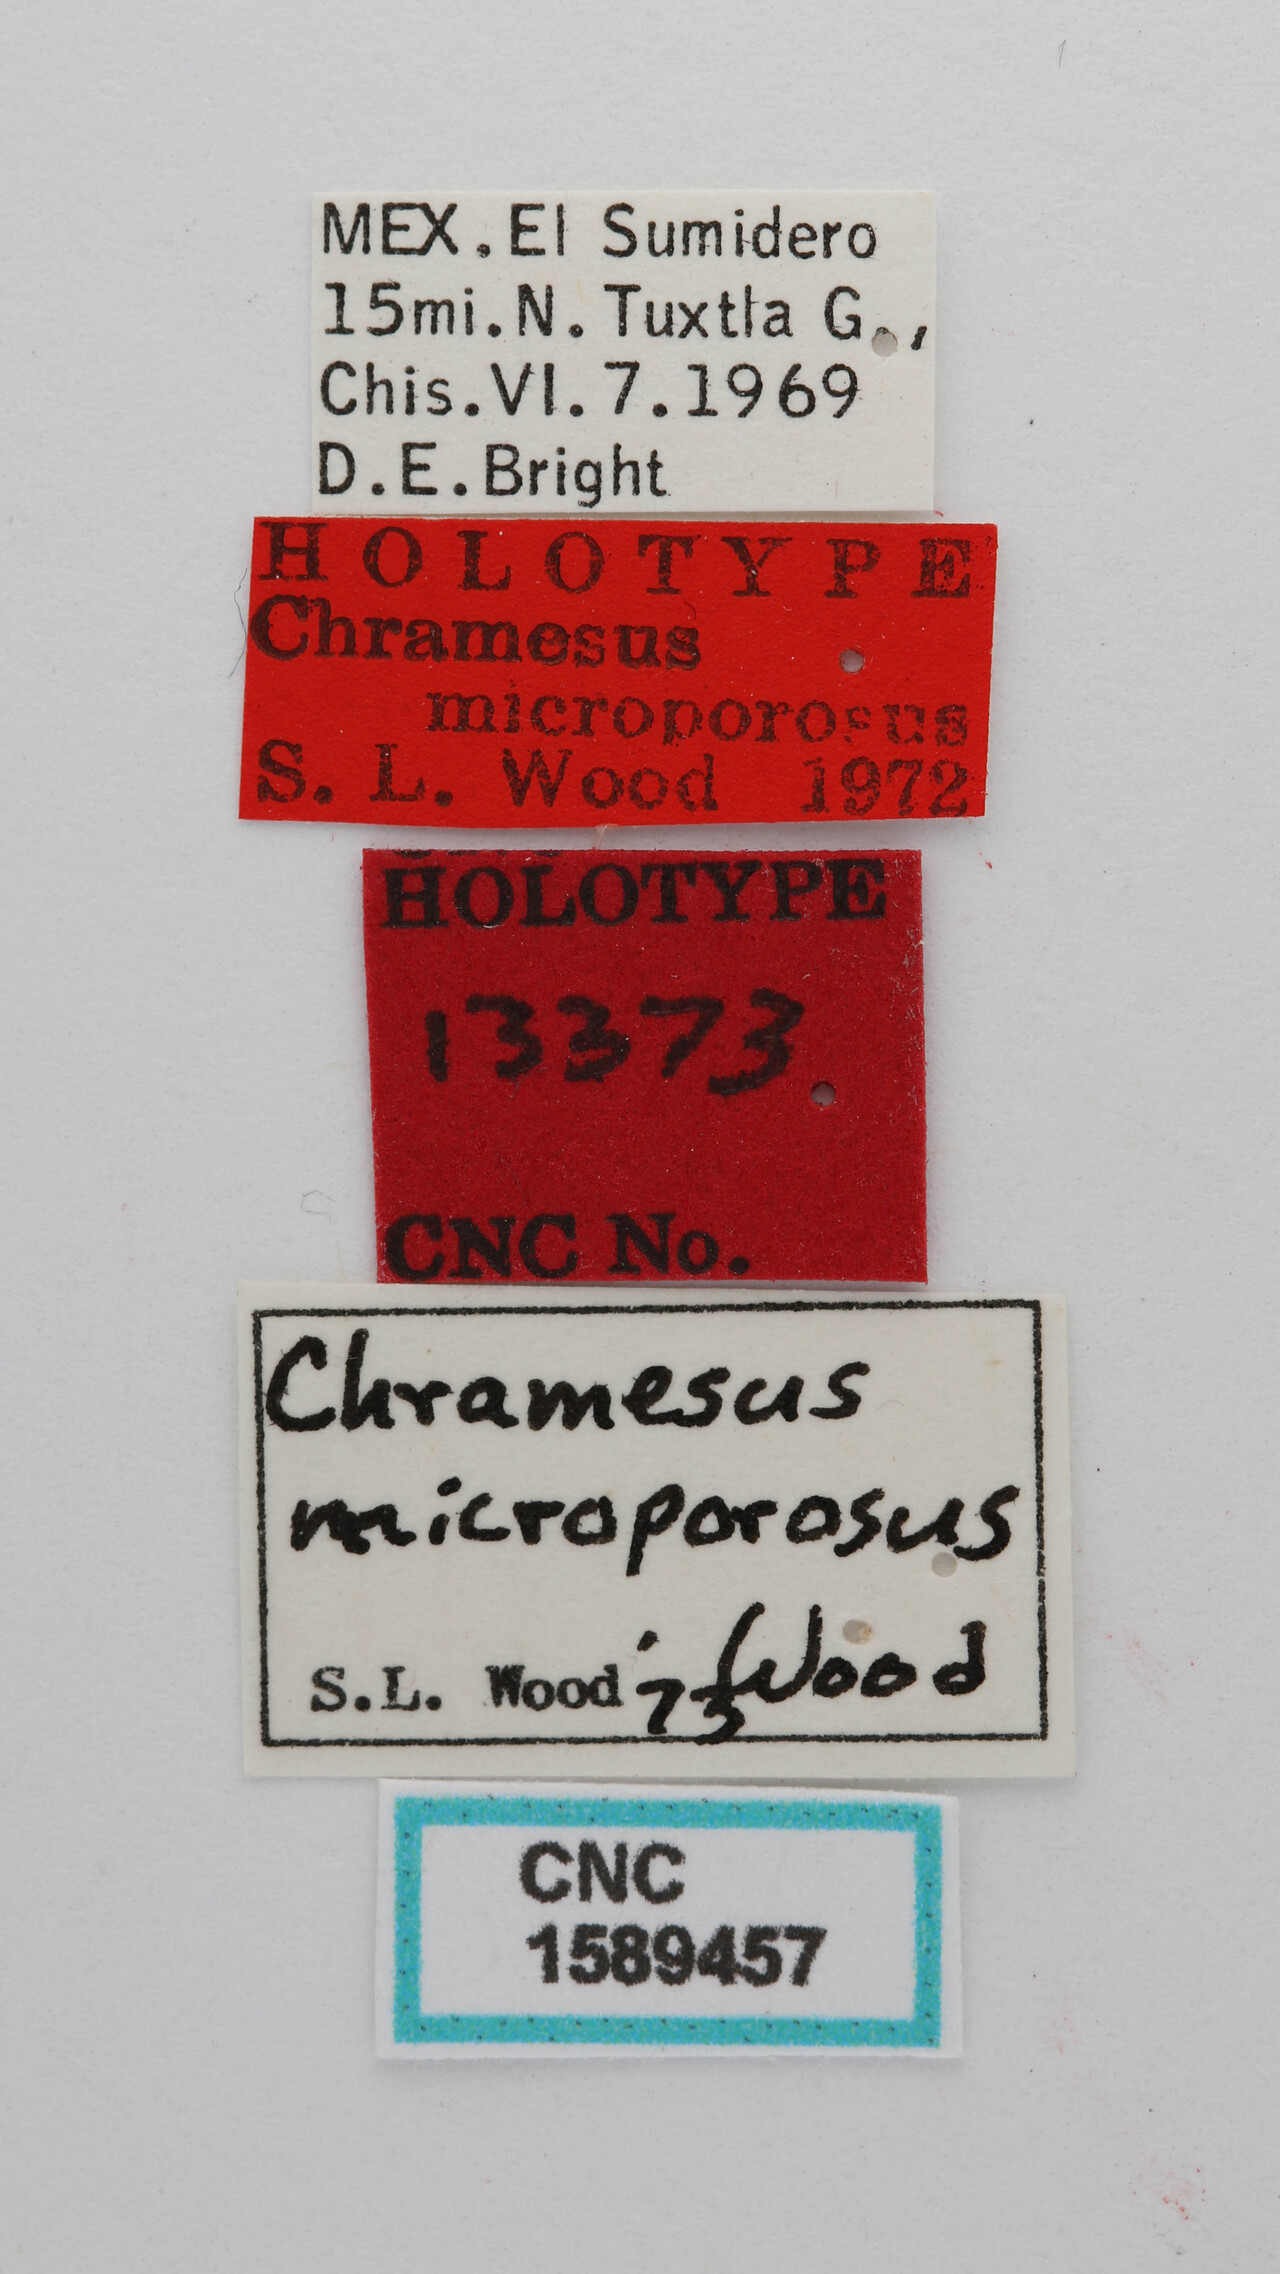 MEX. El Sumidero
15mi. N. Tuxtla G.,
Chis. VI. 7. 1969
D. E. Bright
HOLOTYPE
Chramesus
microporosus
S. L. Wood 1972
HOLOTYPE
13373
CNC No.
Chramesus
microporosus
Wood
S.L. Wood '73
CNC
1589457